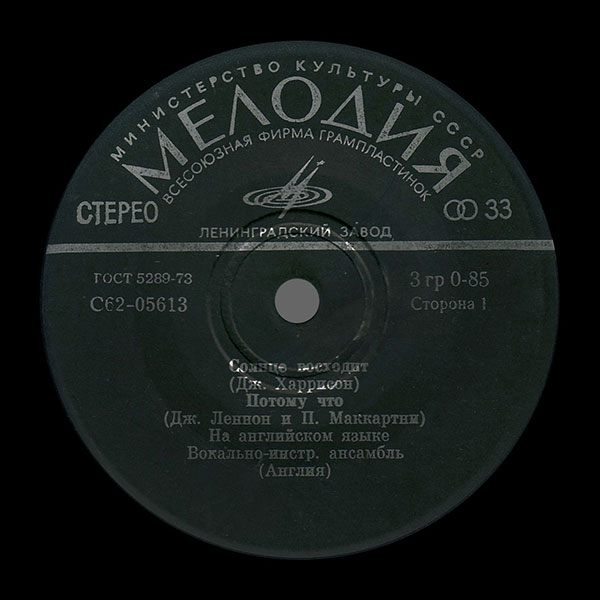 МИНИСТЕРСТВО КУЛЬТУРЫ СССР
МЕЛОДИЯ
ВСЕСОЮЗНАЯ ФИРМА ГРАМПЛАСТИНОК
СТЕРЕО
33
ЛЕНИНГРАДСКИЙ ЗАВОД
ГОСТ 5289-73
3 гр 0-85
С62-05613
Сторона 1
Солнце восходит
(Дж. Харрисон)
Потому что
(Дж. Леннон и П. Маккартни)
На английском языке
Вокально-инстр. ансамбль
(Англия)